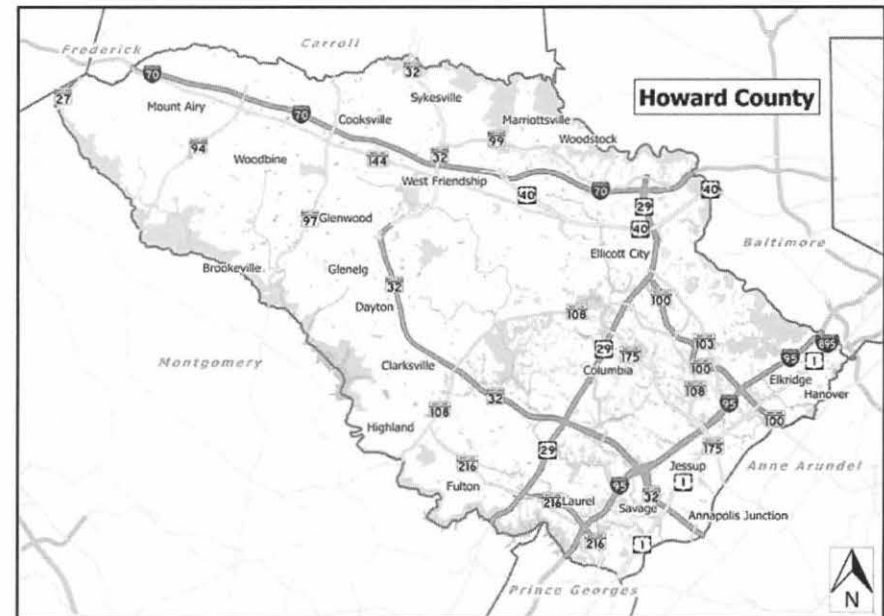 Frederick
Carroll
Howard County
27
70
Mount Airy
70
Cooksville
32
Sykesville
Marriottsville
99
Woodstock
94
Woodbine
144
32
West Friendship
40
70
29
40
40
Ellicott City
Baltimore
97
Glenwood
Brookeville
Glenelg
32
Dayton
108
100
Montgomery
Clarksville
29
175
Columbia
103
100
108
95
895
1
Elkridge
Hanover
95
100
32
108
Highland
29
175
Anne Arundel
216
Fulton
Jessup
95
32
1
216
Laurel
Savage
Annapolis Junction
216
1
Prince Georges
N